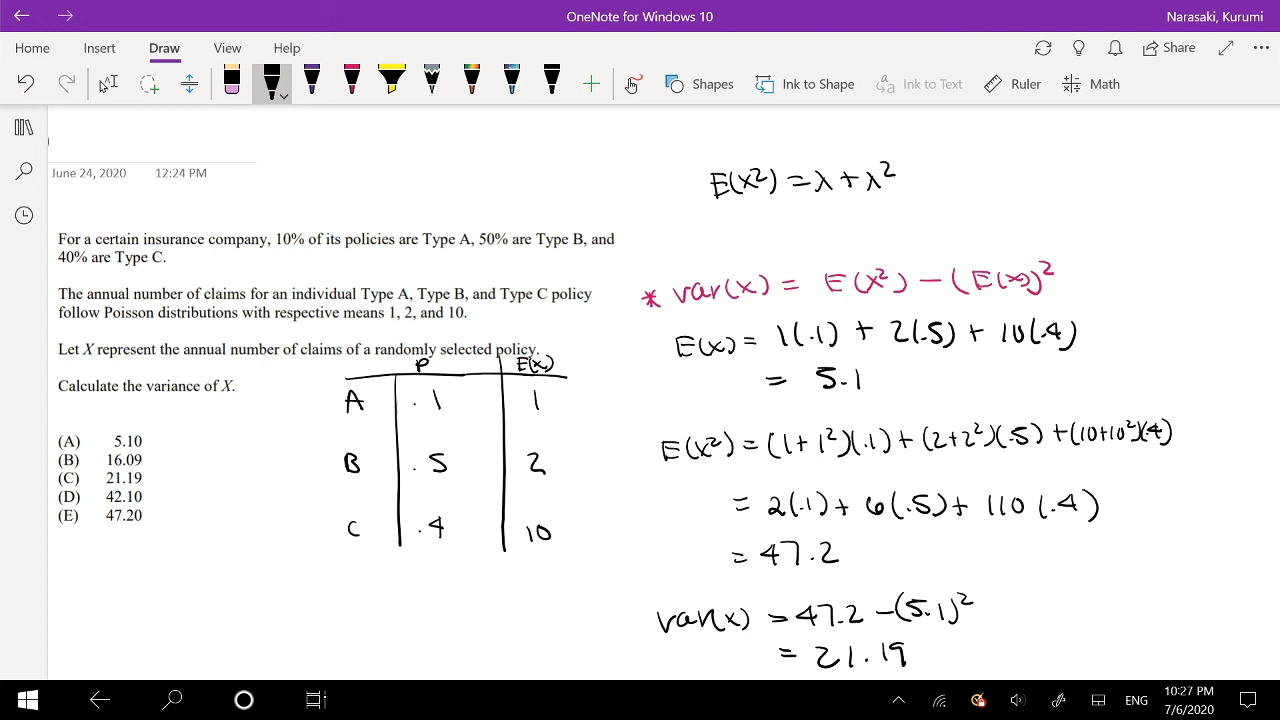 OneNote for Windows 10
Narasaki, Kurumi
Home Insert Draw View Help
Share
Shapes Ink to Shape Ink to Text Ruler Math
June 24, 2020 12:24 PM
E(x²) = λ + λ²
For a certain insurance company, 10% of its policies are Type A, 50% are Type B, and
40% are Type C.
The annual number of claims for an individual Type A, Type B, and Type C policy
follow Poisson distributions with respective means 1, 2, and 10.
Let X represent the annual number of claims of a randomly selected policy.
Calculate the variance of X.
(A) 5.10
(B) 16.09
(C) 21.19
(D) 42.10
(E) 47.20
P E(x)
A .1 1
B .5 2
C .4 10
* var(x) = E(x²) - (E(x))²
E(x) = 1(.1) + 2(.5) + 10(.4)
= 5.1
E(x²) = (1+1²)(.1) + (2+2²)(.5) + (10+10²)(.4)
= 2(.1) + 6(.5) + 110(.4)
= 47.2
var(x) = 47.2 - (5.1)²
= 21.19
ENG
10:27 PM
7/6/2020